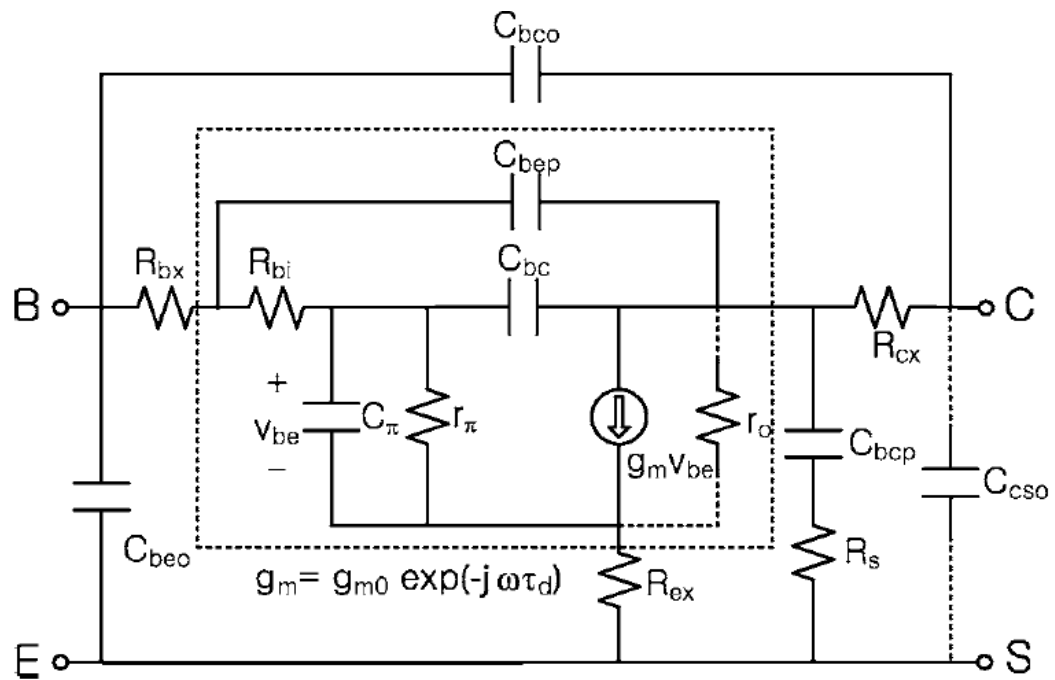 C_bco
C_bep
R_bx R_bi C_bc
B C
R_cx
+
v_be C_π r_π r_o
− g_m v_be C_bcp
C_cso
C_beo R_s
g_m = g_m0 exp(-j ωτ_d) R_ex
E S